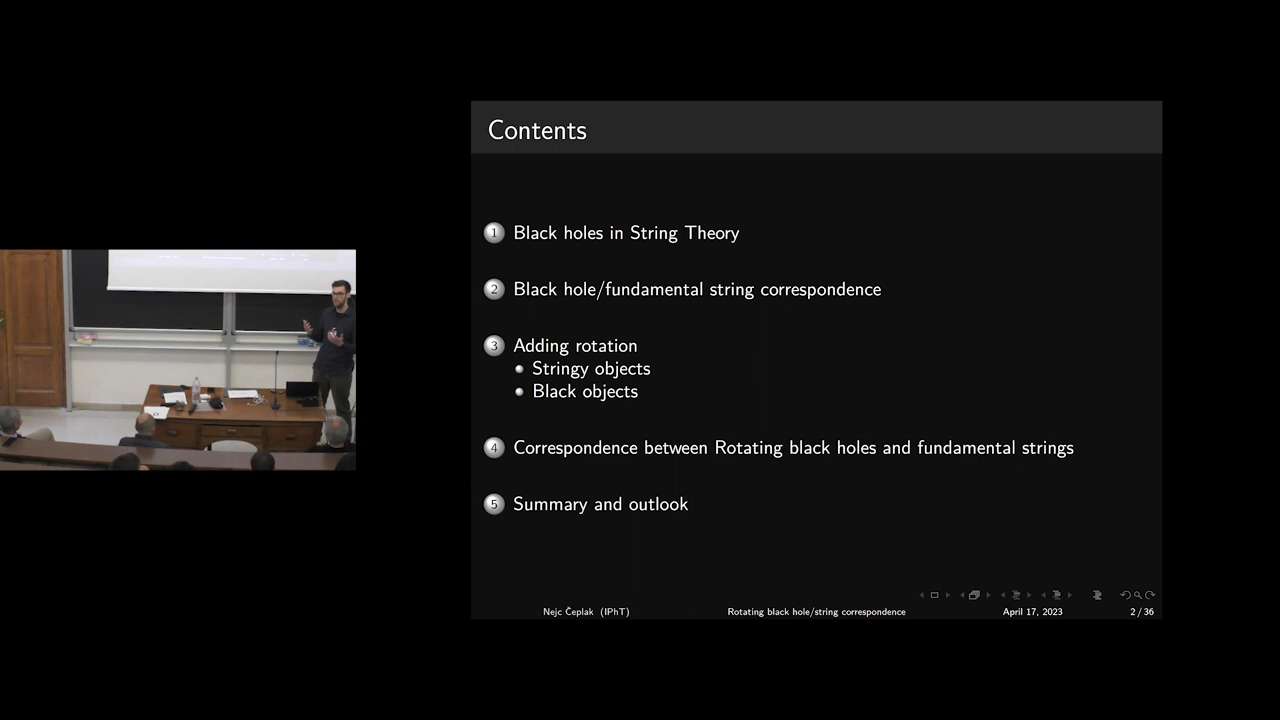 Contents
1 Black holes in String Theory
2 Black hole/fundamental string correspondence
3 Adding rotation
Stringy objects
Black objects
4 Correspondence between Rotating black holes and fundamental strings
5 Summary and outlook
Nejc Čeplak (IPhT) Rotating black hole/string correspondence April 17, 2023 2 / 36